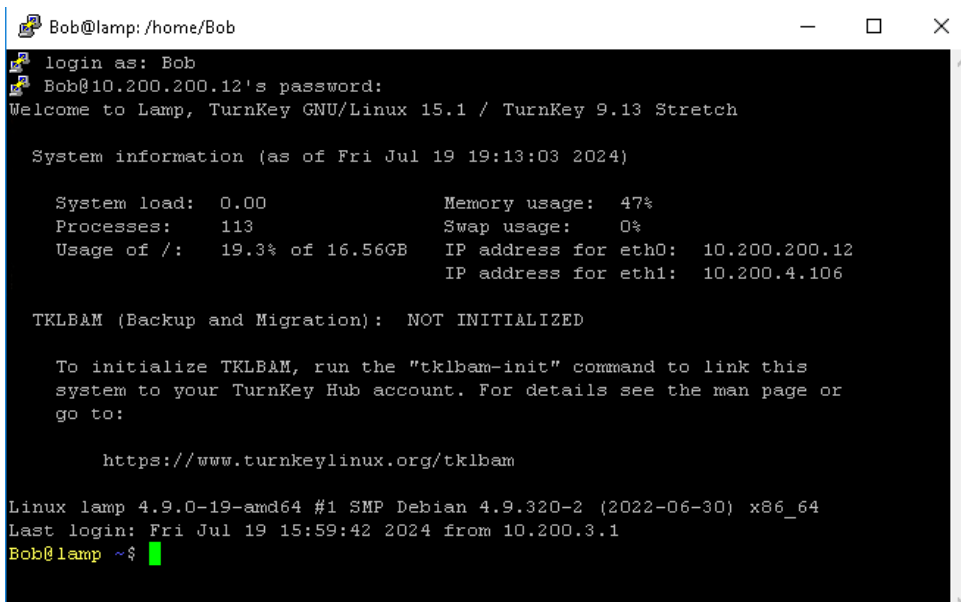 Bob@lamp: /home/Bob
login as: Bob
Bob@10.200.200.12's password:
Welcome to Lamp, TurnKey GNU/Linux 15.1 / TurnKey 9.13 Stretch
System information (as of Fri Jul 19 19:13:03 2024)
System load:  0.00                Memory usage:  47%
Processes:    113                 Swap usage:    0%
Usage of /:   19.3% of 16.56GB   IP address for eth0:  10.200.200.12
IP address for eth1:  10.200.4.106
TKLBAM (Backup and Migration):  NOT INITIALIZED
To initialize TKLBAM, run the "tklbam-init" command to link this
system to your TurnKey Hub account. For details see the man page or
go to:
https://www.turnkeylinux.org/tklbam
Linux lamp 4.9.0-19-amd64 #1 SMP Debian 4.9.320-2 (2022-06-30) x86_64
Last login: Fri Jul 19 15:59:42 2024 from 10.200.3.1
Bob@lamp ~$